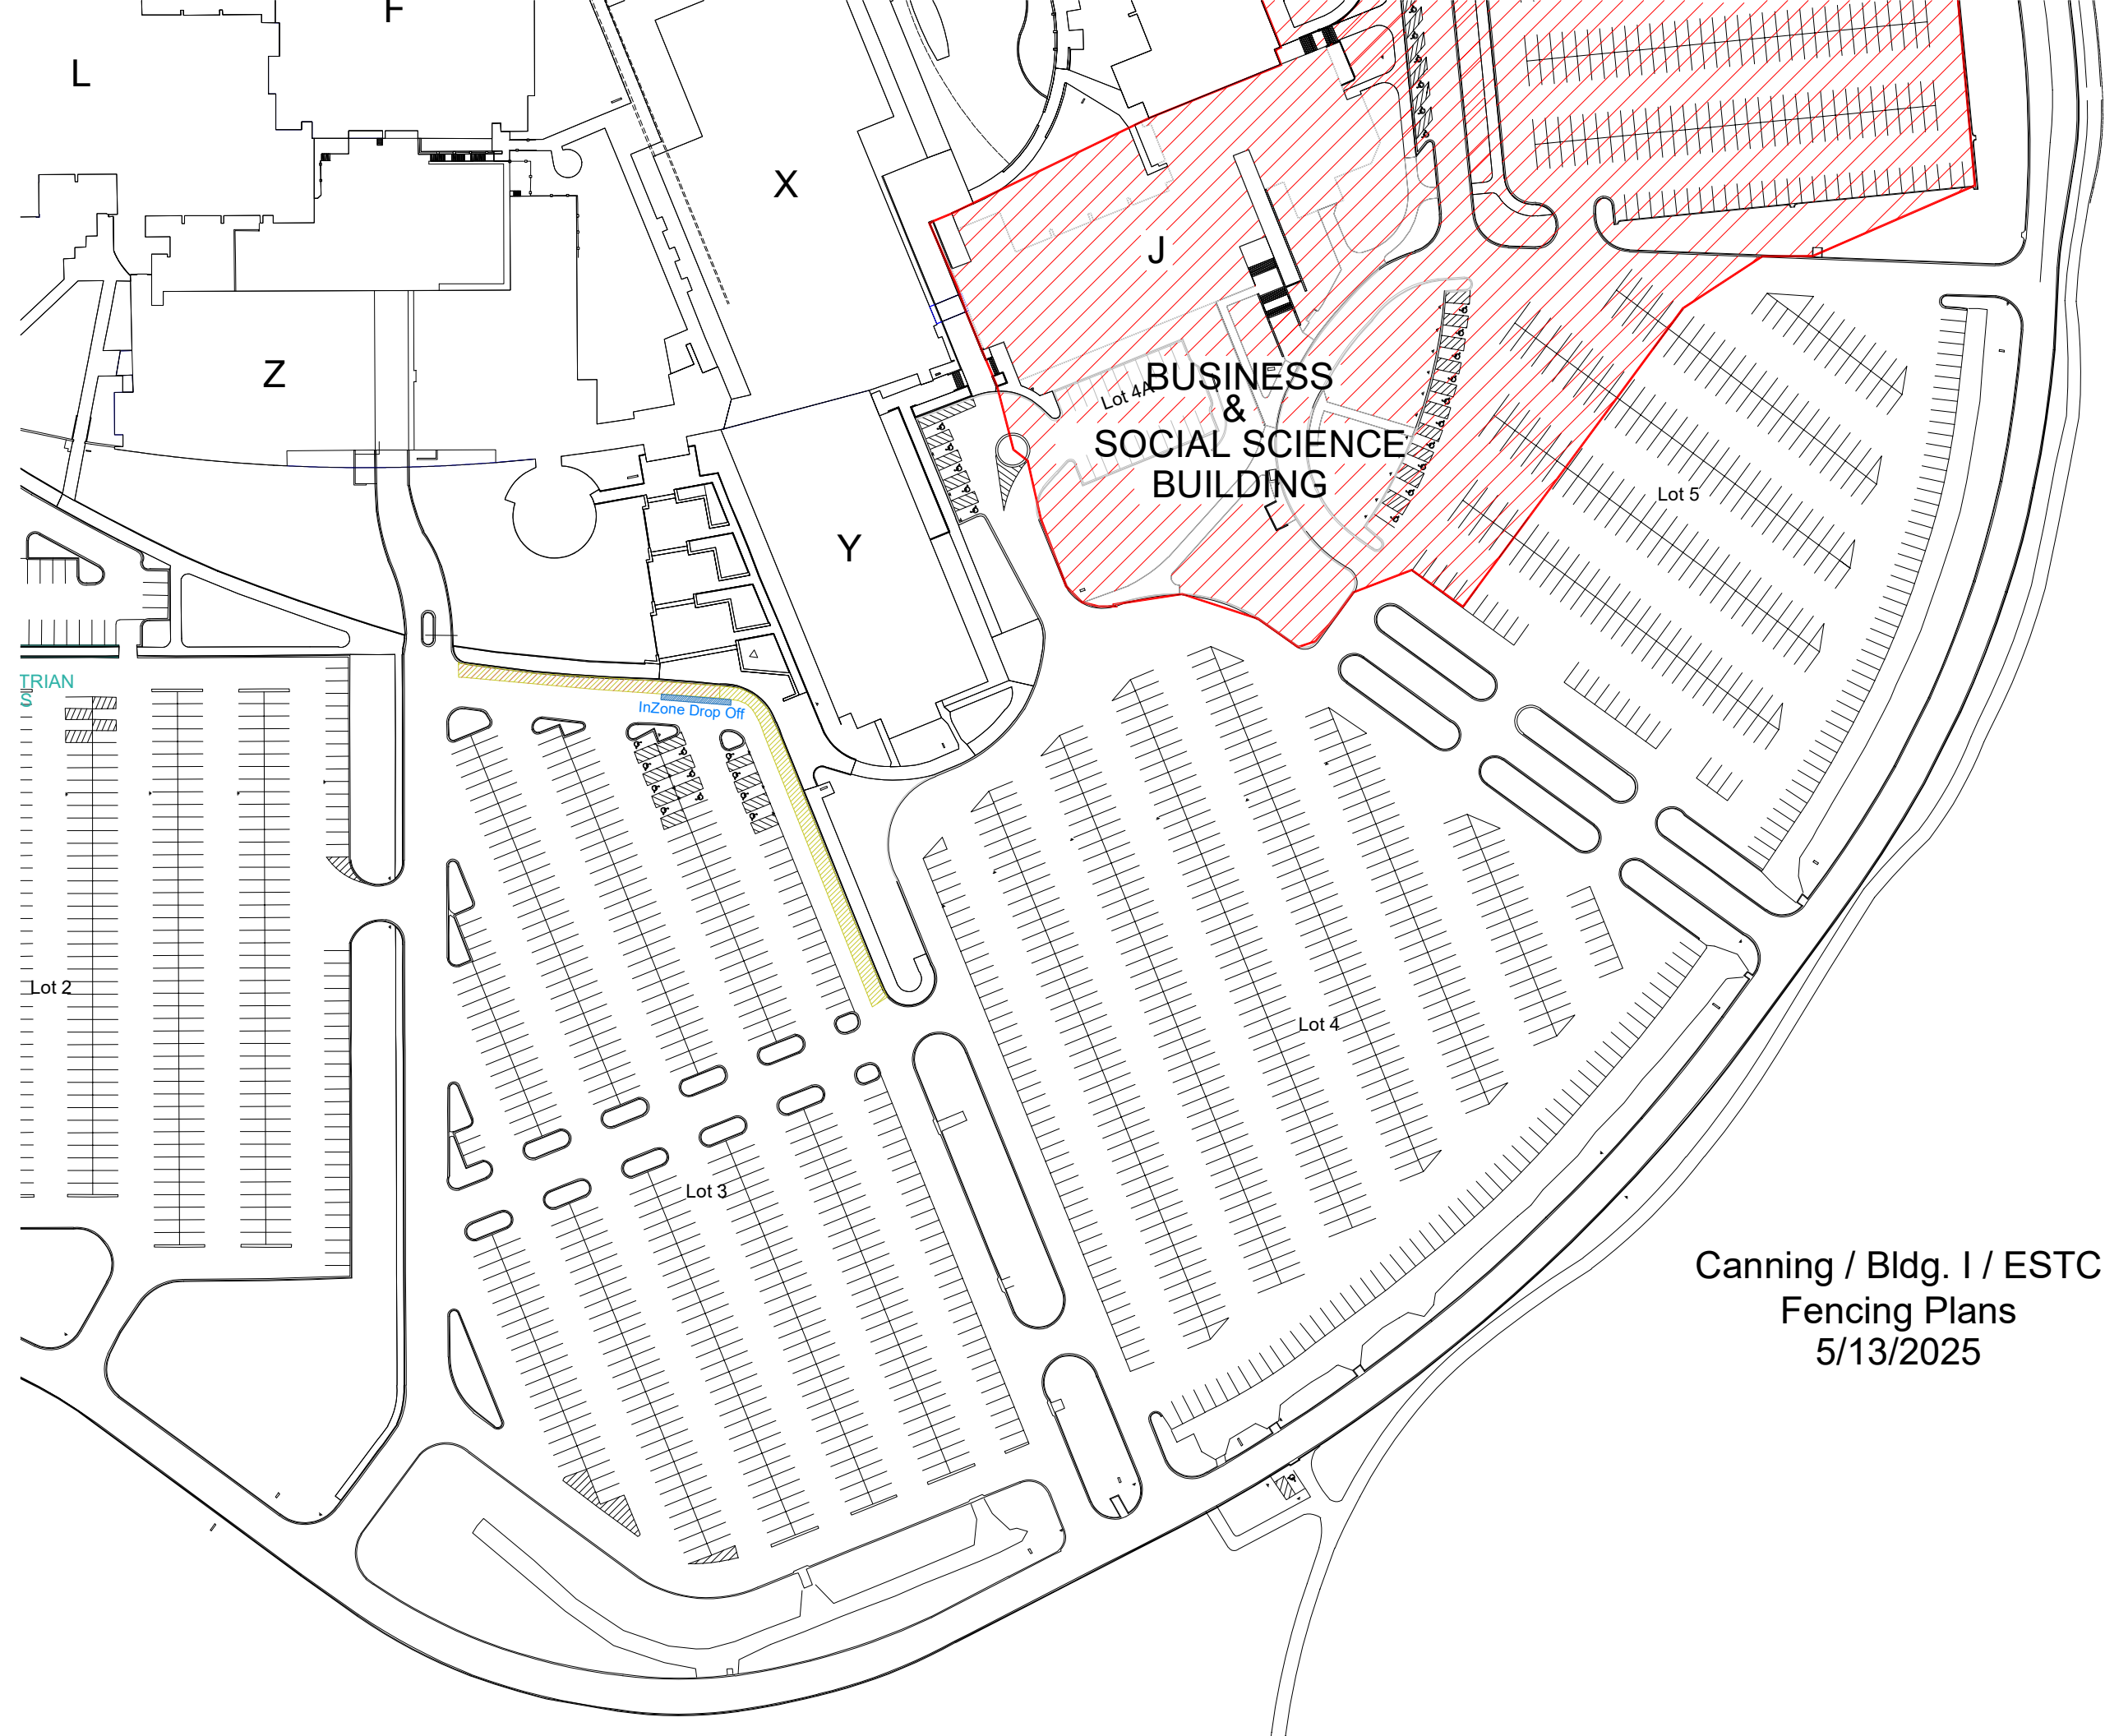 F
L
X
J
Z
BUSINESS
Lot 4A
&
SOCIAL SCIENCE
BUILDING
Lot 5
Y
TRIAN
S
InZone Drop Off
Lot 2
Lot 4
Lot 3
Canning / Bldg. I / ESTC
Fencing Plans
5/13/2025